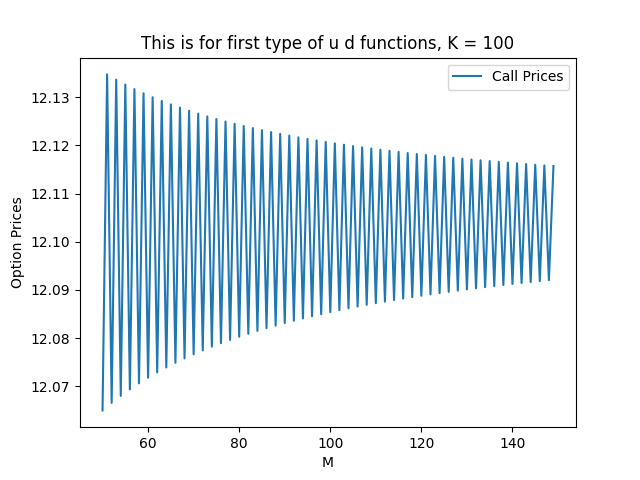 This is for first type of u d functions, K = 100
Call Prices
Option Prices
12.13
12.12
12.11
12.10
12.09
12.08
12.07
60 80 100 120 140
M